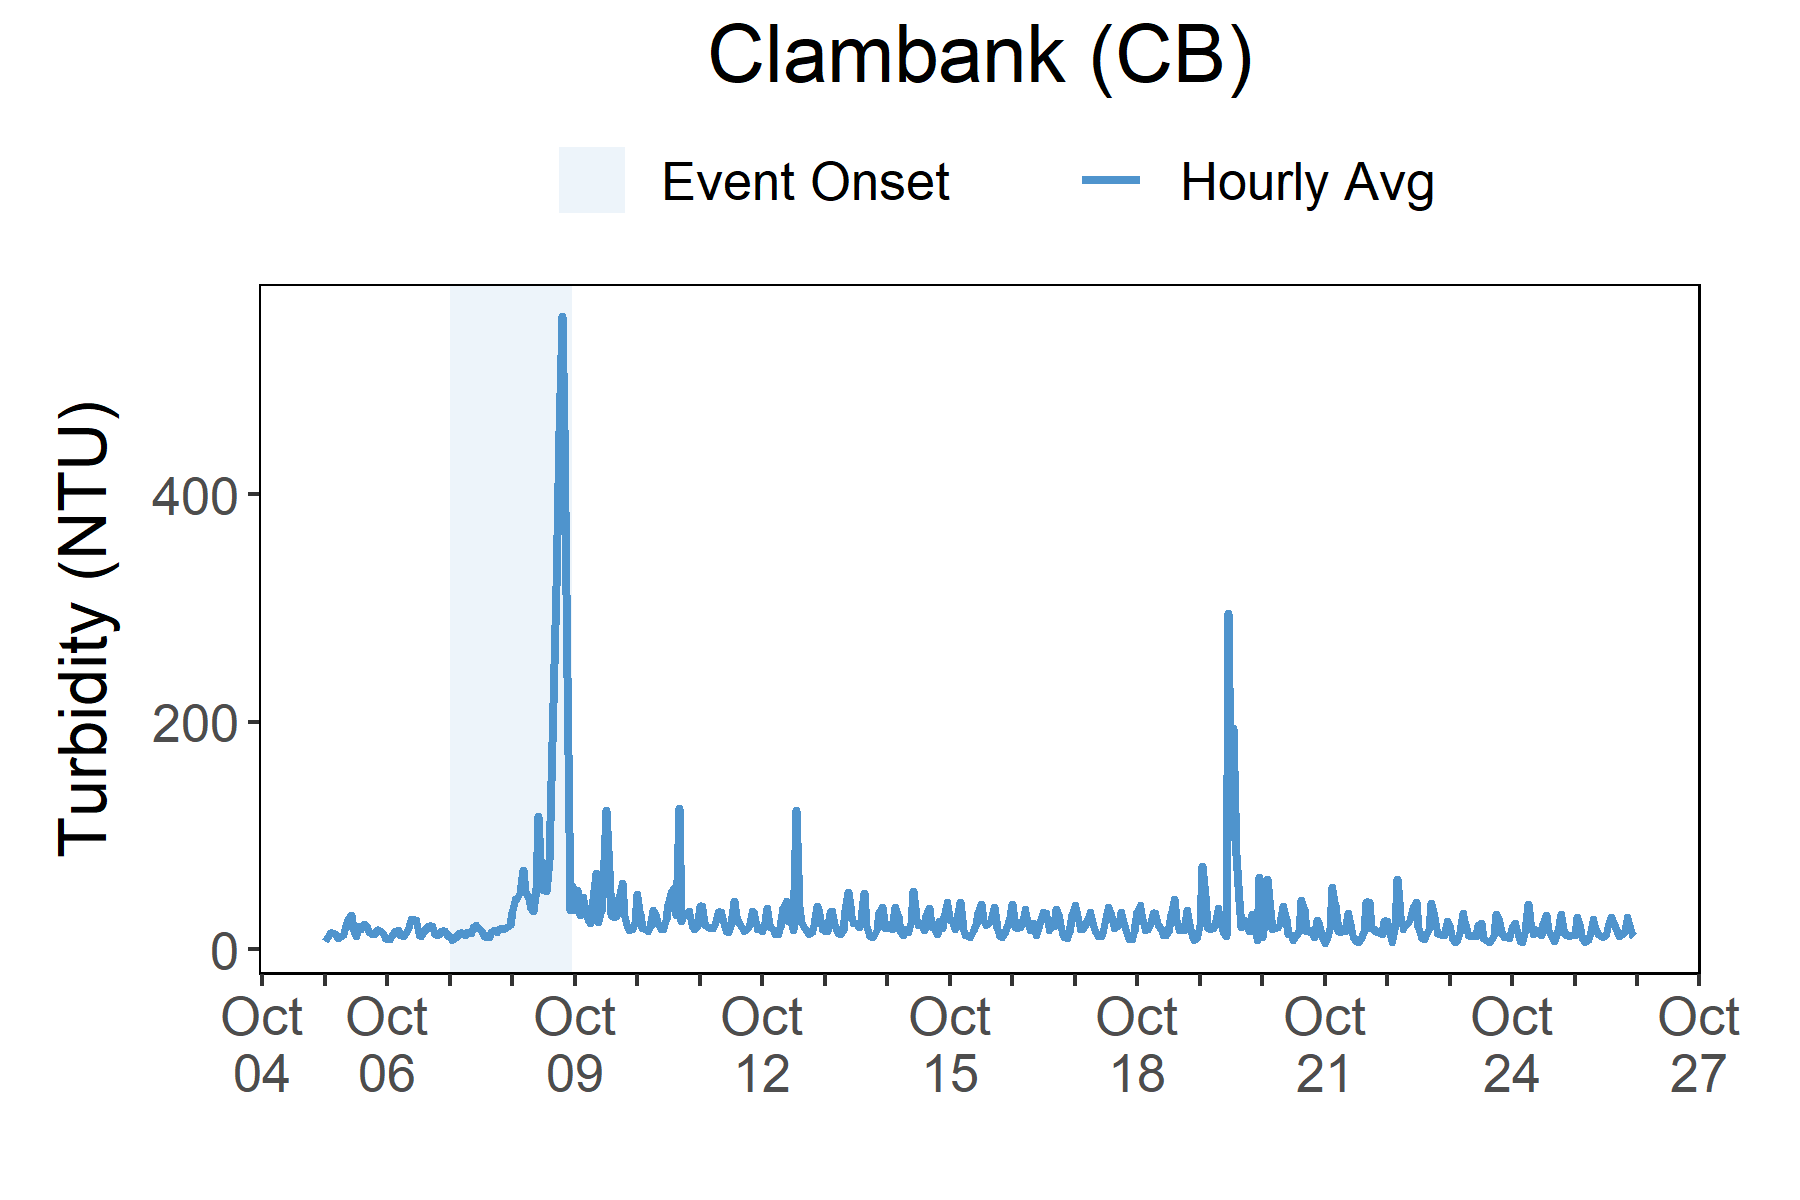 Clambank (CB)
Event Onset
Hourly Avg
Turbidity (NTU)
400
200
0
Oct Oct Oct Oct Oct Oct Oct Oct Oct
04 06 09 12 15 18 21 24 27